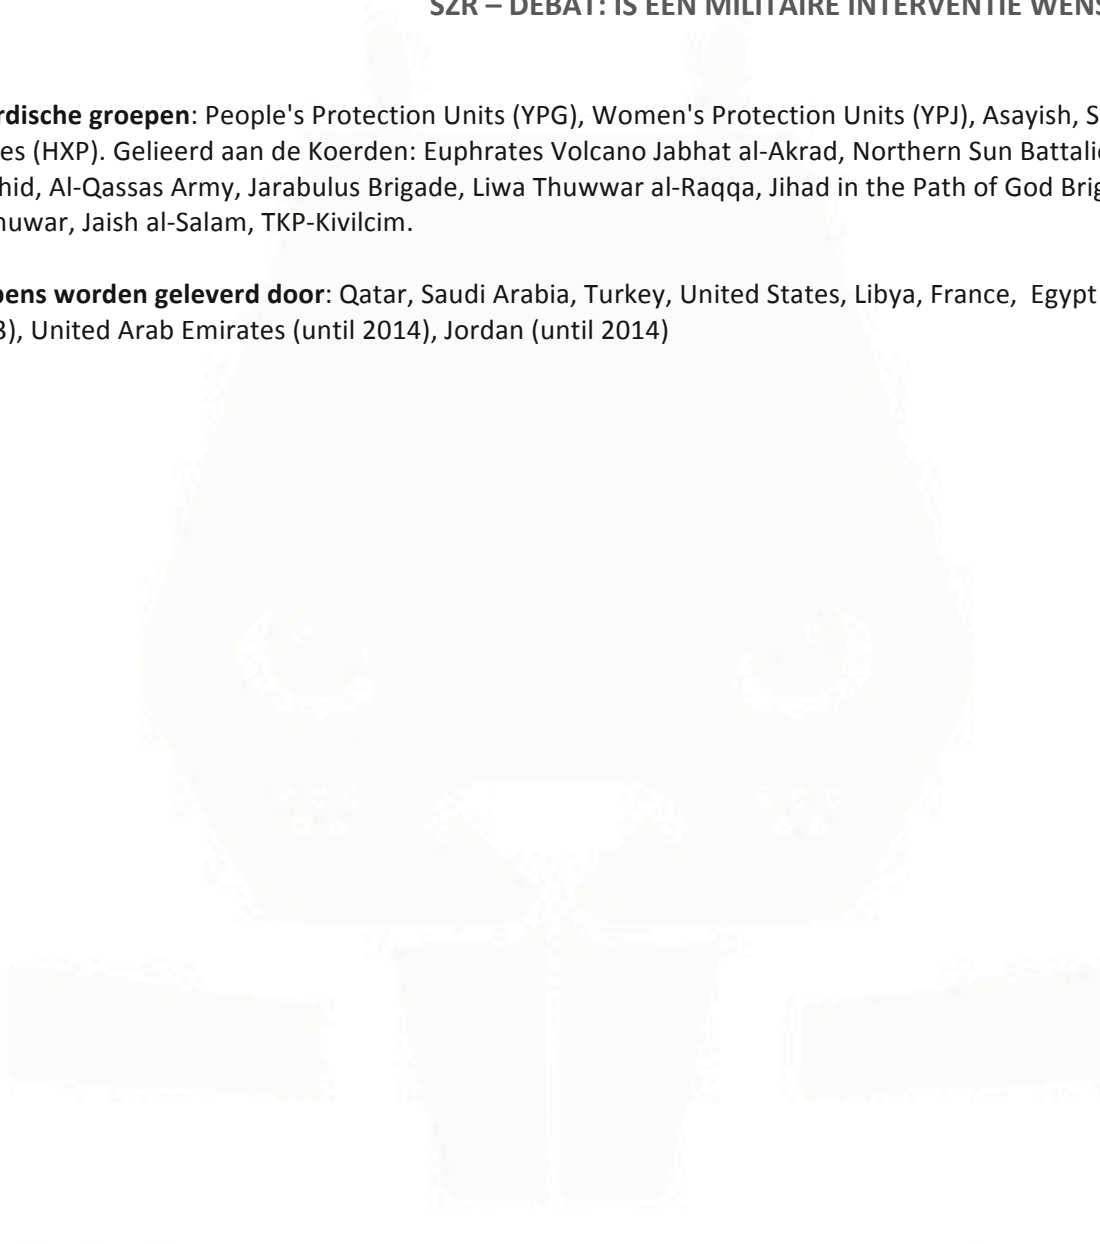 SZR – DEBAT: IS EEN MILITAIRE INTERVENTIE WENS
rdische groepen: People's Protection Units (YPG), Women's Protection Units (YPJ), Asayish, S
es (HXP). Gelieerd aan de Koerden: Euphrates Volcano Jabhat al-Akrad, Northern Sun Battali
hid, Al-Qassas Army, Jarabulus Brigade, Liwa Thuwwar al-Raqqa, Jihad in the Path of God Brig
huwar, Jaish al-Salam, TKP-Kivilcim.
pens worden geleverd door: Qatar, Saudi Arabia, Turkey, United States, Libya, France, Egypt
3), United Arab Emirates (until 2014), Jordan (until 2014)